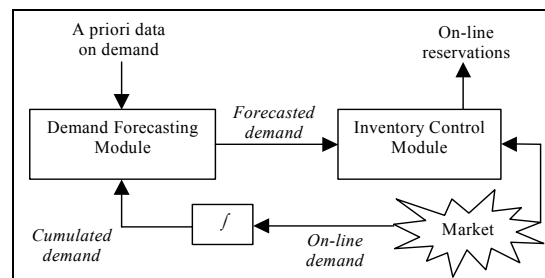 A priori data
on demand
On-line
reservations
Demand Forecasting
Module
Forecasted
demand
Inventory Control
Module
Cumulated
demand
∫
On-line
demand
Market